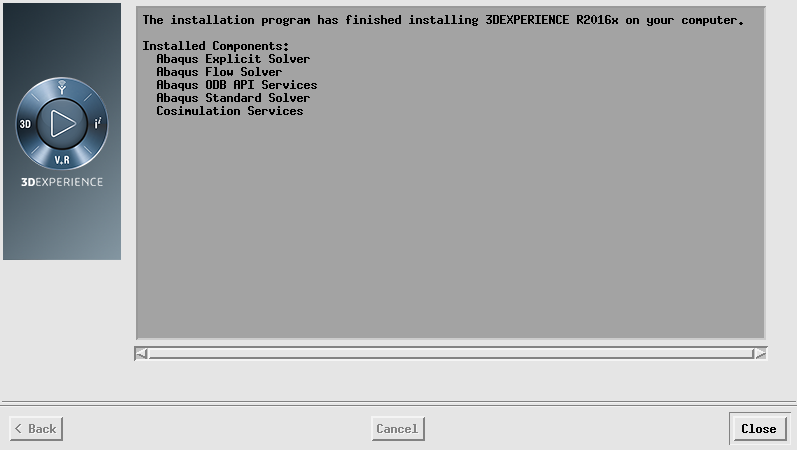 The installation program has finished installing 3DEXPERIENCE R2016x on your computer.
Installed Components:
Abaqus Explicit Solver
Abaqus Flow Solver
Abaqus ODB API Services
Abaqus Standard Solver
Cosimulation Services
3D
i²
V.R
3DEXPERIENCE
< Back
Cancel
Close